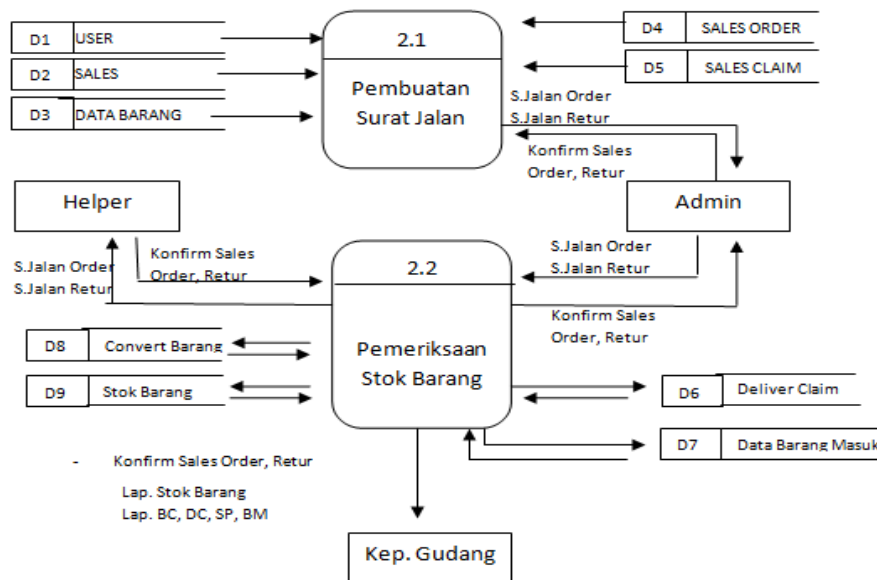 D1 USER
D2 SALES
D3 DATA BARANG
2.1
Pembuatan
Surat Jalan
D4 SALES ORDER
D5 SALES CLAIM
S.Jalan Order
S.Jalan Retur
Konfirm Sales
Order, Retur
Helper
Admin
S.Jalan Order
S.Jalan Retur
Konfirm Sales
Order, Retur
2.2
Pemeriksaan
Stok Barang
S.Jalan Order
S.Jalan Retur
Konfirm Sales
Order, Retur
D8 Convert Barang
D9 Stok Barang
D6 Deliver Claim
D7 Data Barang Masuk
- Konfirm Sales Order, Retur
Lap. Stok Barang
Lap. BC, DC, SP, BM
Kep. Gudang